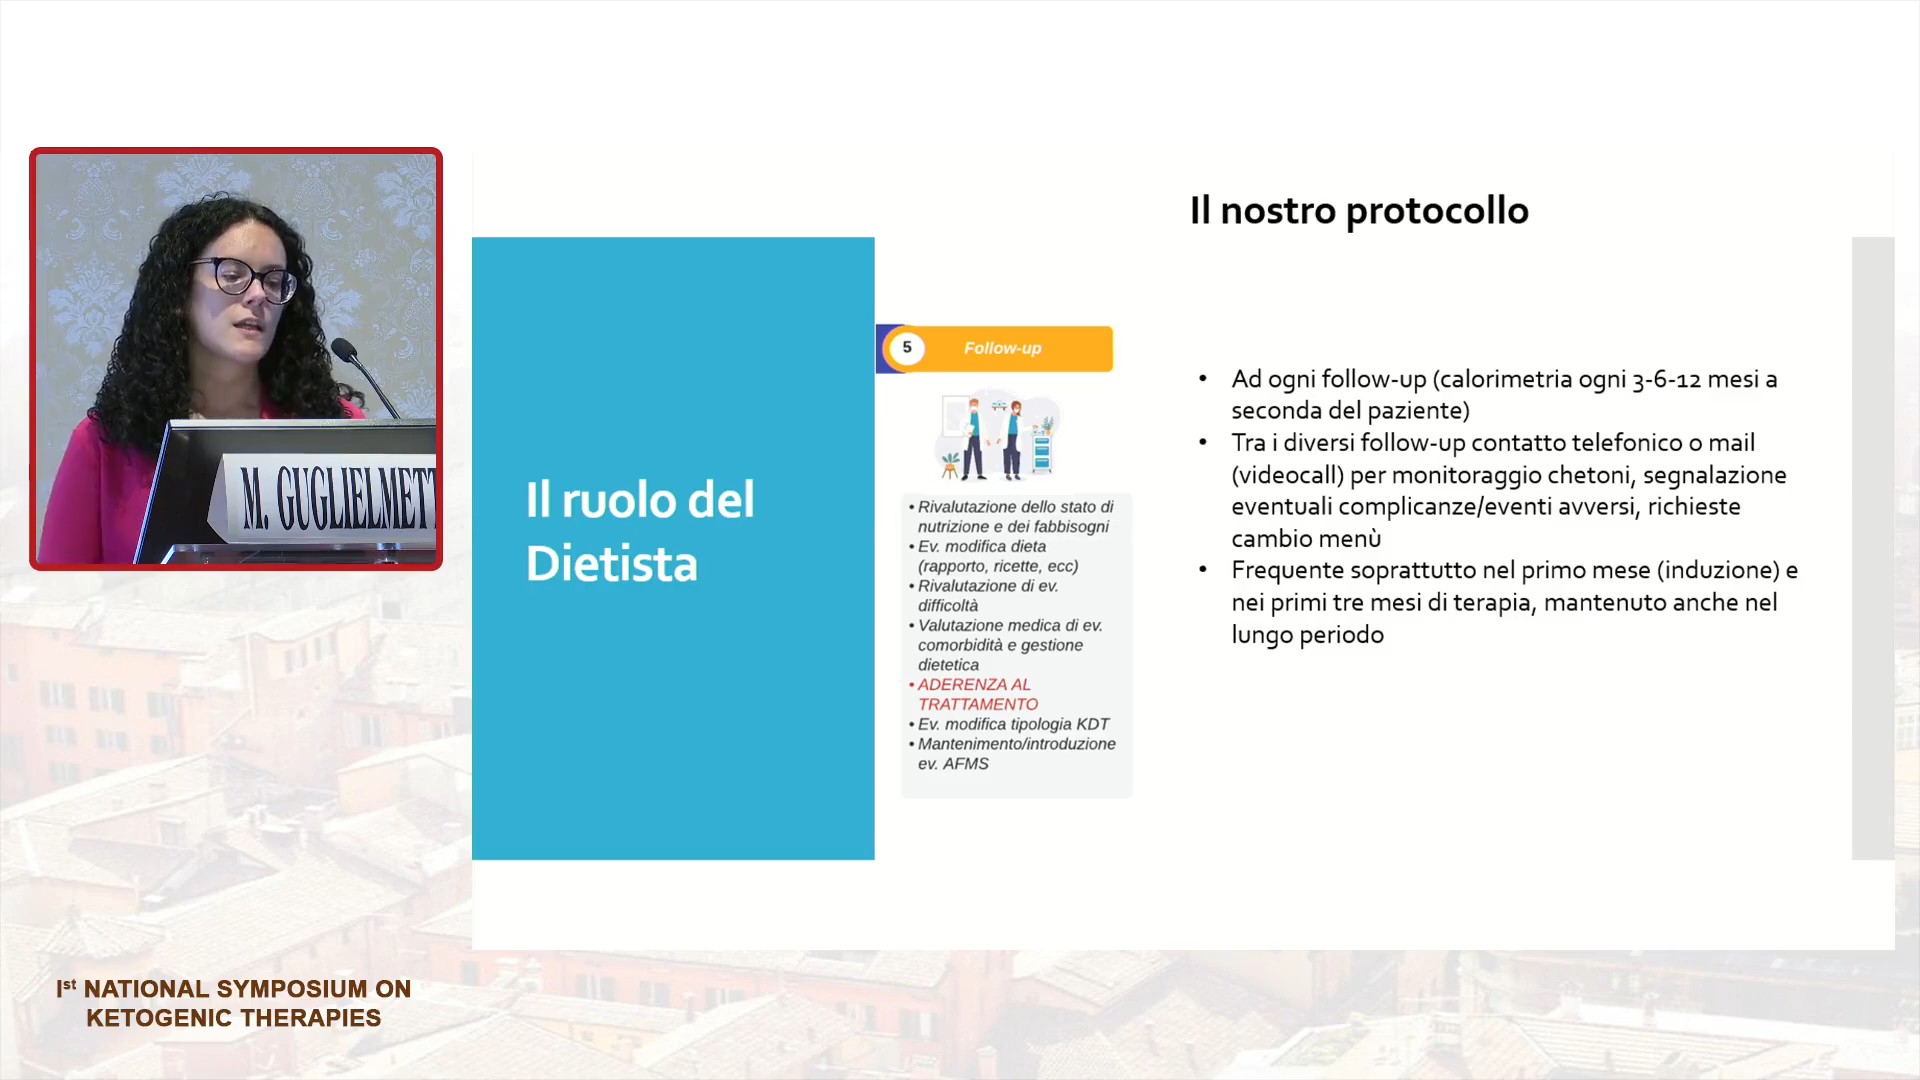 M. GUGLIELMETT
Il nostro protocollo
Il ruolo del
Dietista
5
Follow-up
• Rivalutazione dello stato di
nutrizione e dei fabbisogni
• Ev. modifica dieta
(rapporto, ricette, ecc)
• Rivalutazione di ev.
difficoltà
• Valutazione medica di ev.
comorbidità e gestione
dietetica
• ADERENZA AL
TRATTAMENTO
• Ev. modifica tipologia KDT
• Mantenimento/introduzione
ev. AFMS
• Ad ogni follow-up (calorimetria ogni 3-6-12 mesi a
seconda del paziente)
• Tra i diversi follow-up contatto telefonico o mail
(videocall) per monitoraggio chetoni, segnalazione
eventuali complicanze/eventi avversi, richieste
cambio menù
• Frequente soprattutto nel primo mese (induzione) e
nei primi tre mesi di terapia, mantenuto anche nel
lungo periodo
Ist NATIONAL SYMPOSIUM ON
KETOGENIC THERAPIES